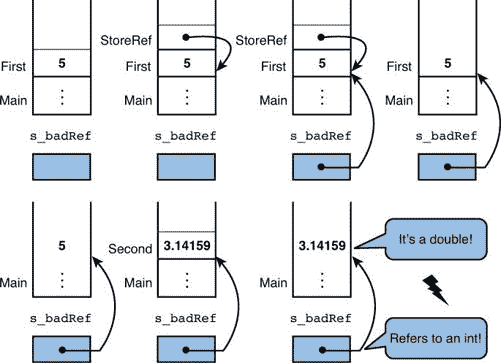 StoreRef StoreRef
First 5 First 5 First 5 First 5
Main ⋮ Main ⋮ Main ⋮ Main ⋮
s_badRef s_badRef s_badRef s_badRef
5 Second 3.14159 3.14159 It's a double!
Main ⋮ Main ⋮ Main ⋮
s_badRef s_badRef s_badRef Refers to an int!